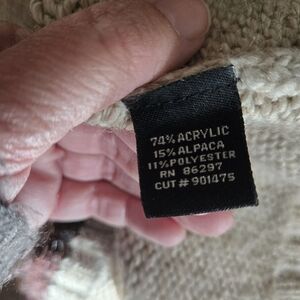 74% ACRYLIC
15% ALPACA
11% POLYESTER
RN 86297
CUT # 901475